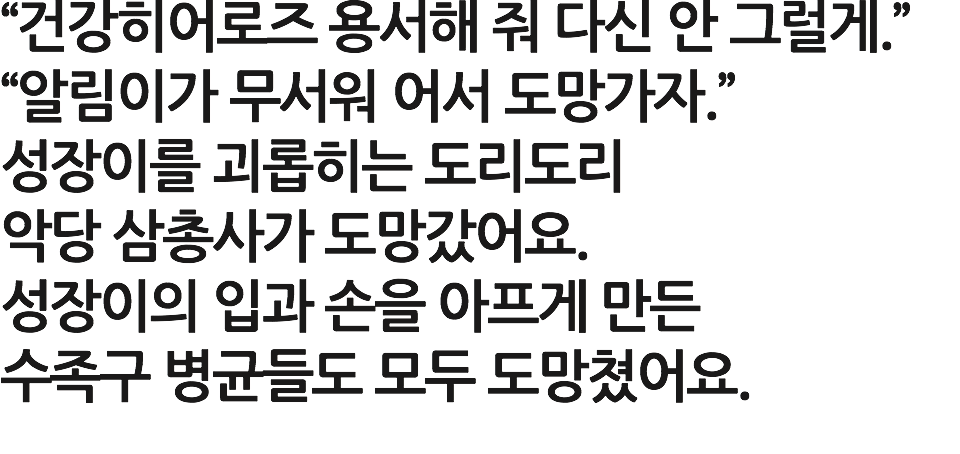 “건강히어로즈 용서해 줘 다신 안 그럴게.”
“알림이가 무서워 어서 도망가자.”
성장이를 괴롭히는 도리도리
악당 삼총사가 도망갔어요.
성장이의 입과 손을 아프게 만든
수족구 병균들도 모두 도망쳤어요.